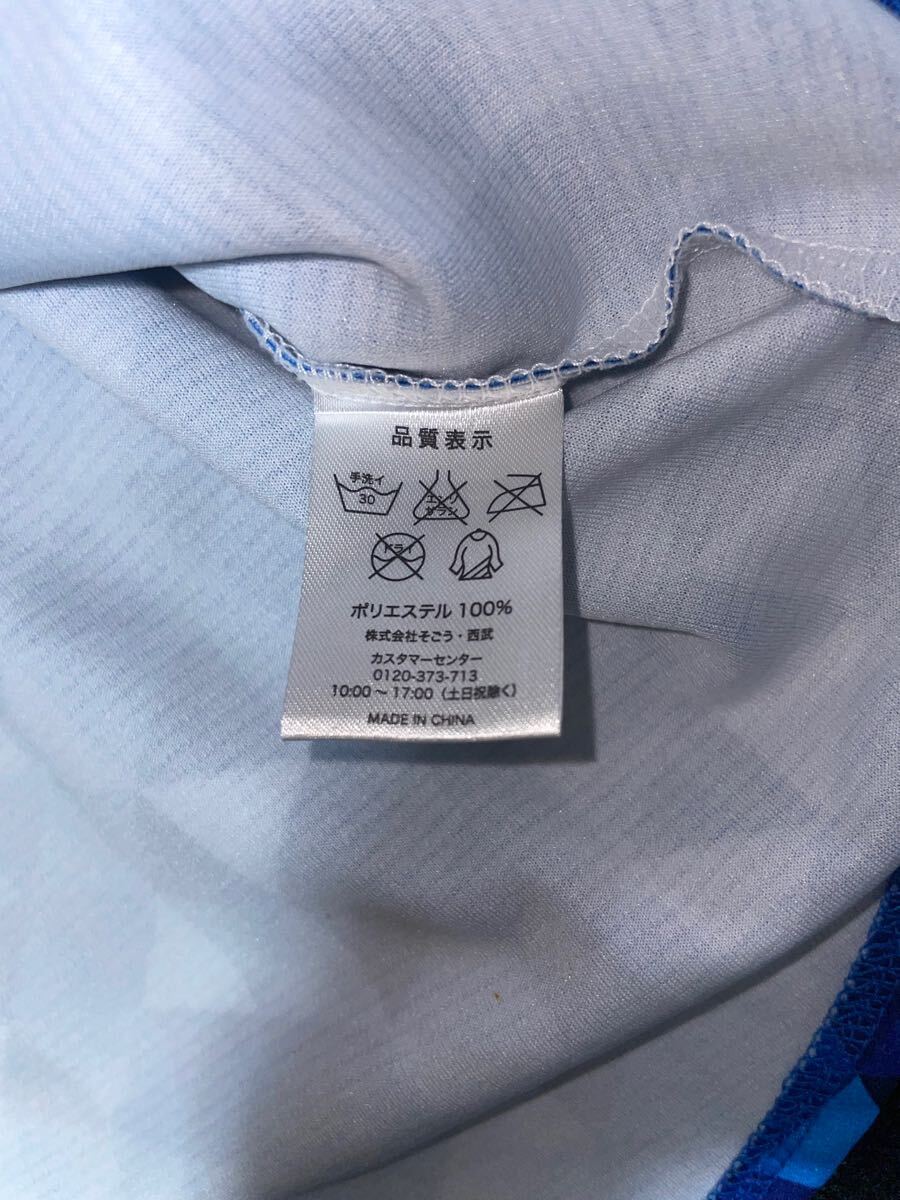 品質表示
手洗イ
30
エンソ
サラシ
ドライ
ポリエステル 100%
株式会社そごう・西武
カスタマーセンター
0120-373-713
10:00～17:00（土日祝除く）
MADE IN CHINA